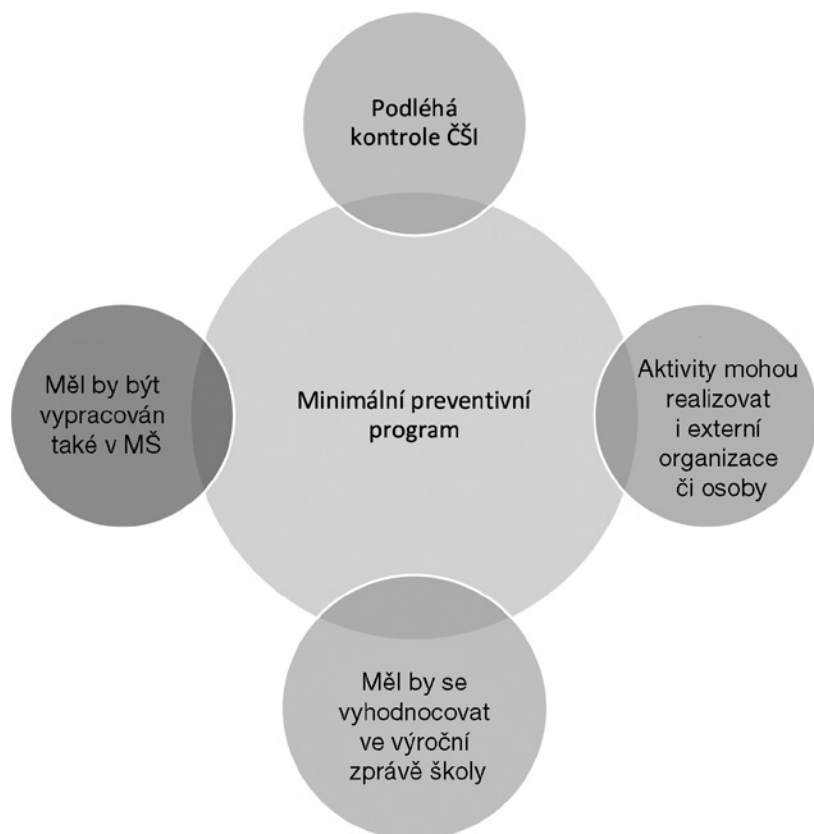 Podléhá
kontrole ČŠI
Měl by být
vypracován
také v MŠ
Minimální preventivní
program
Aktivity mohou
realizovat
i externí
organizace
či osoby
Měl by se
vyhodnocovat
ve výroční
zprávě školy